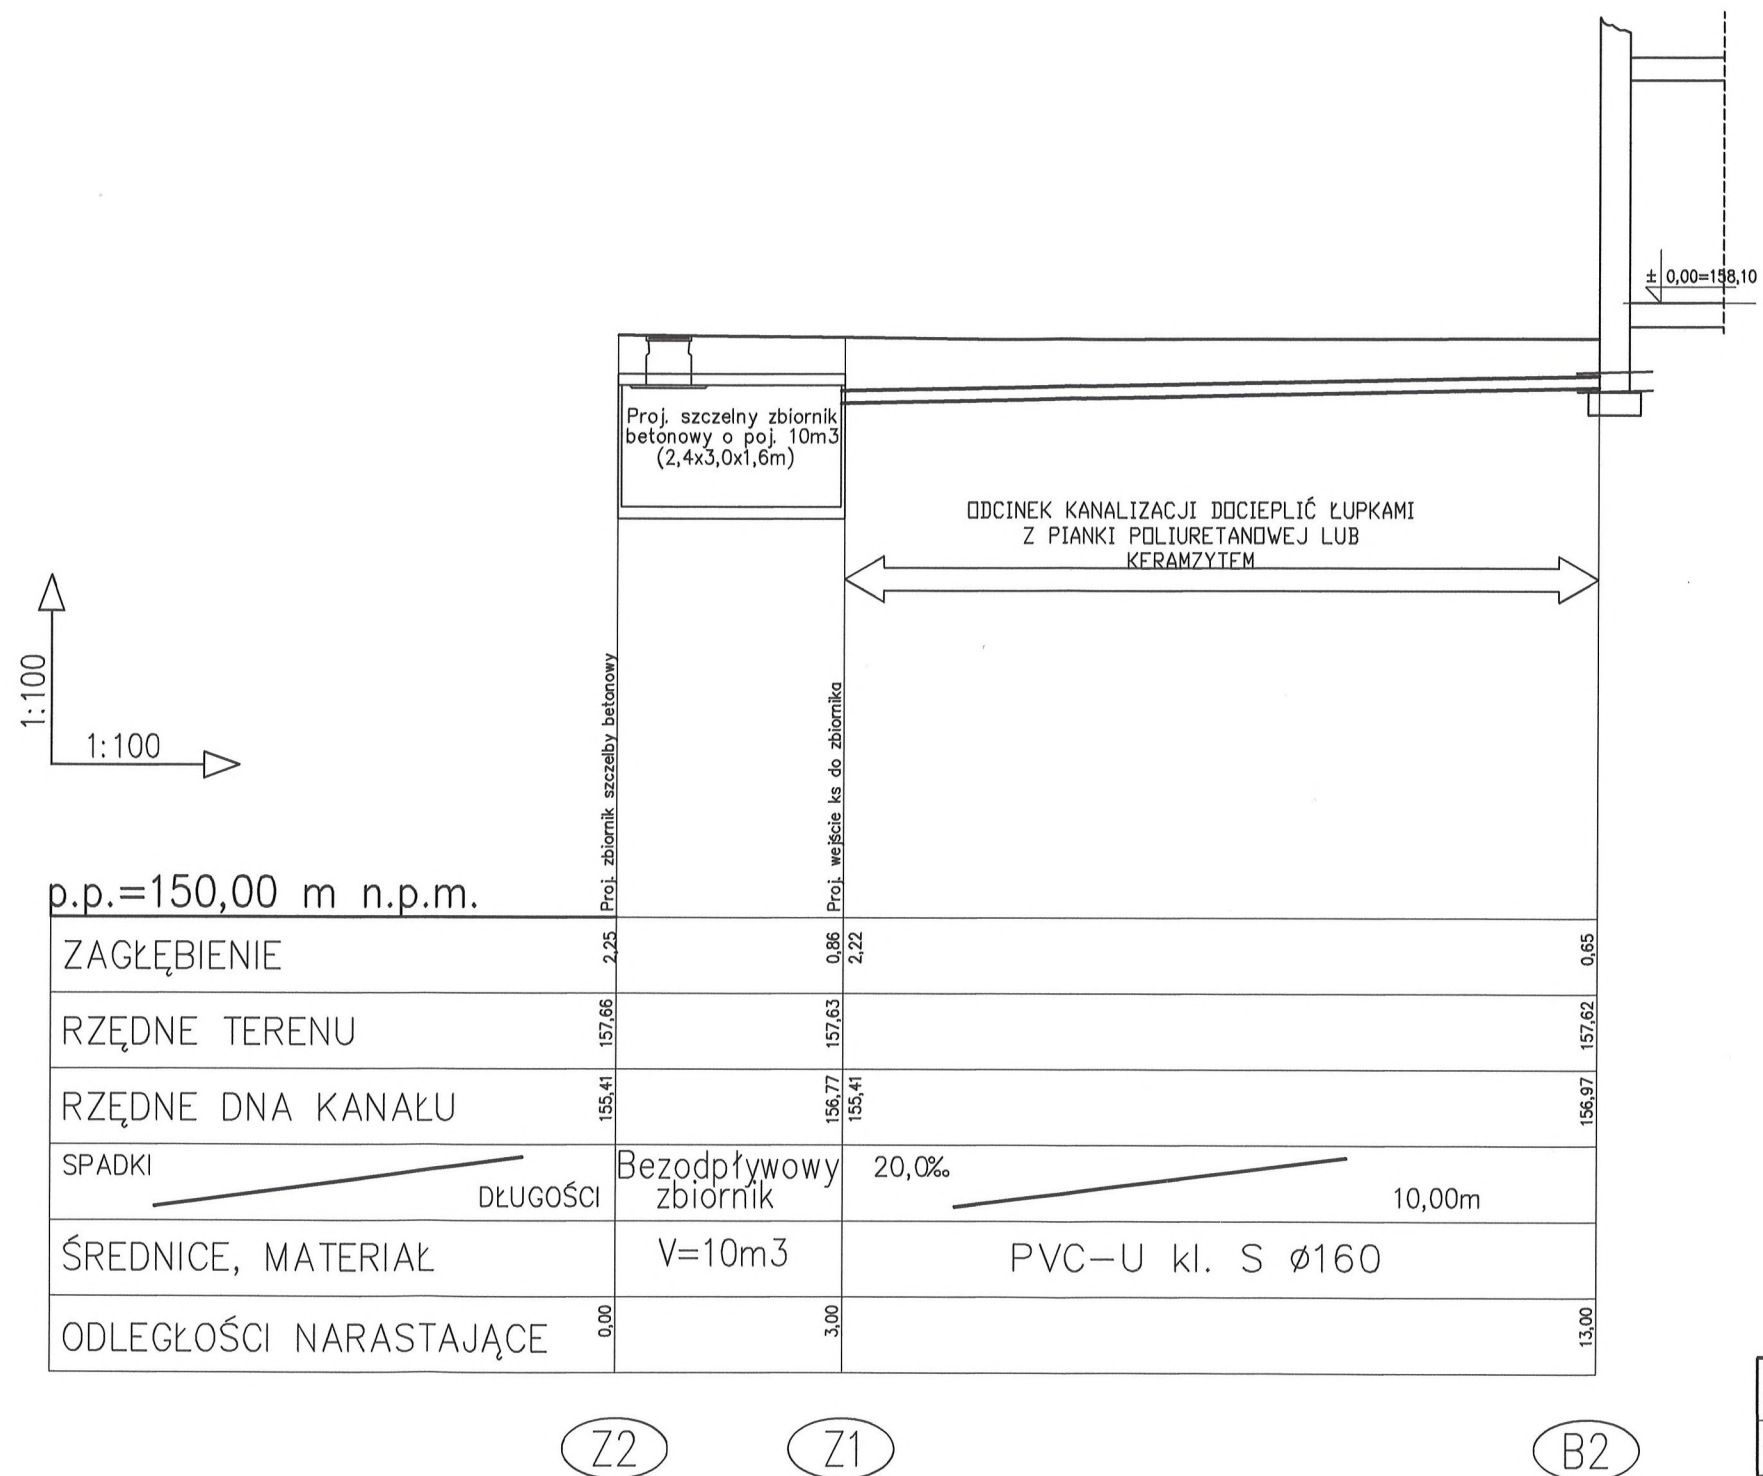 ± 0,00=158,10
Proj. szczelny zbiornik
betonowy o poj. 10m3
(2,4x3,0x1,6m)
ODCINEK KANALIZACJI DOCIEPLIĆ ŁUPKAMI
Z PIANKI POLIURETANOWEJ LUB
KERAMZYTEM
1:100
1:100
Proj. zbiornik szczelby betonowy
Proj. wejście ks do zbiornika
p.p.=150,00 m n.p.m.
ZAGŁĘBIENIE 2,25 0,86 2,22 0,65
RZĘDNE TERENU 157,66 157,63 157,62
RZĘDNE DNA KANAŁU 155,41 156,77 155,41 156,97
SPADKI DŁUGOŚCI
Bezodpływowy
zbiornik
20,0‰ 10,00m
ŚREDNICE, MATERIAŁ V=10m3 PVC-U kl. S ø160
ODLEGŁOŚCI NARASTAJĄCE 0,00 3,00 13,00
Z2 Z1 B2